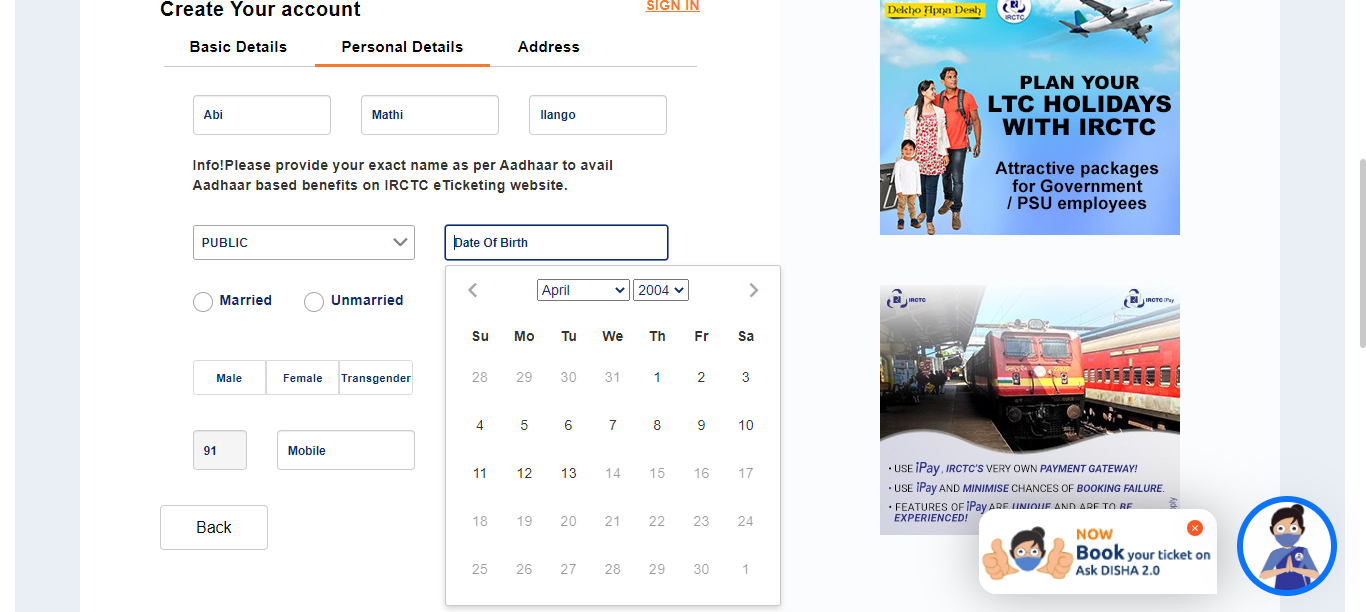 Create Your account
SIGN IN
Basic Details Personal Details Address
Abi Mathi Ilango
Info!Please provide your exact name as per Aadhaar to avail
Aadhaar based benefits on IRCTC eTicketing website.
PUBLIC Date Of Birth
Married Unmarried
April 2004
Su Mo Tu We Th Fr Sa
28 29 30 31 1 2 3
4 5 6 7 8 9 10
11 12 13 14 15 16 17
18 19 20 21 22 23 24
25 26 27 28 29 30 1
Male Female Transgender
91 Mobile
Back
Dekho Apna Desh
IRCTC
PLAN YOUR
LTC HOLIDAYS
WITH IRCTC
Attractive packages
for Government
/ PSU employees
IRCTC IRCTC iPay
• USE iPay, IRCTC'S VERY OWN PAYMENT GATEWAY!
• USE iPay AND MINIMISE CHANCES OF BOOKING FAILURE.
• FEATURES OF iPay ARE UNIQUE AND ARE TO BE
EXPERIENCED!
NOW
Book your ticket on
Ask DISHA 2.0